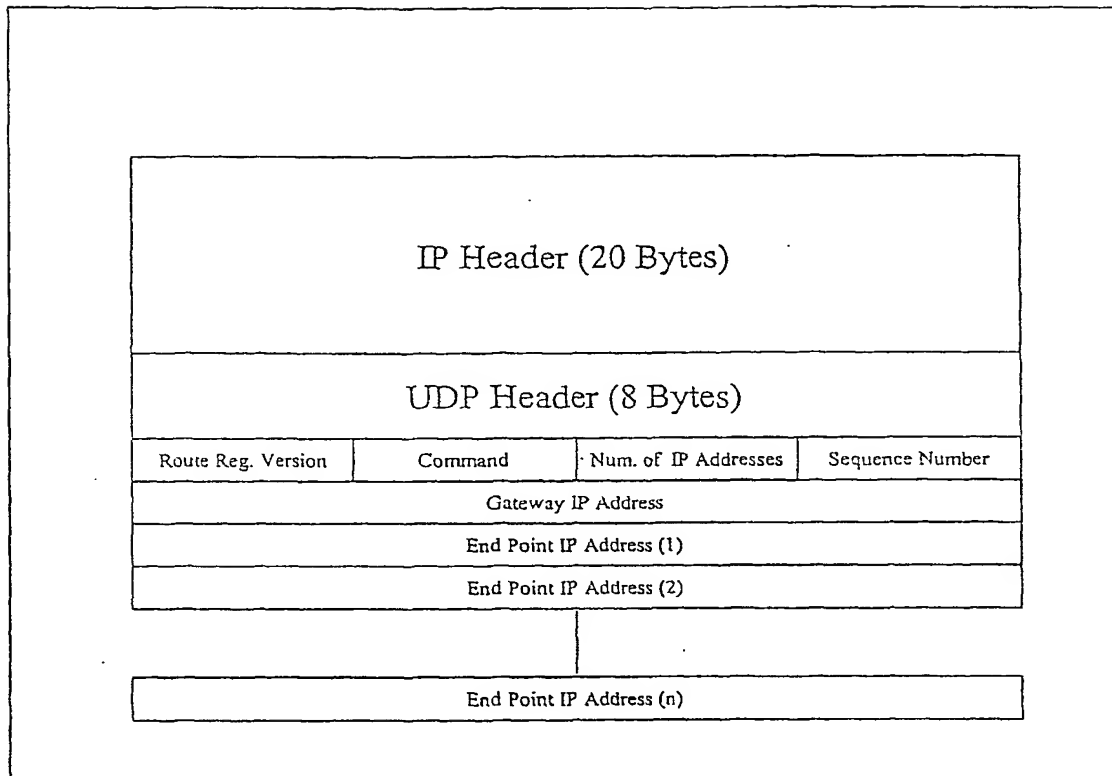 IP Header (20 Bytes)
UDP Header (8 Bytes)
Route Reg. Version
Command
Num. of IP Addresses
Sequence Number
Gateway IP Address
End Point IP Address (1)
End Point IP Address (2)
End Point IP Address (n)